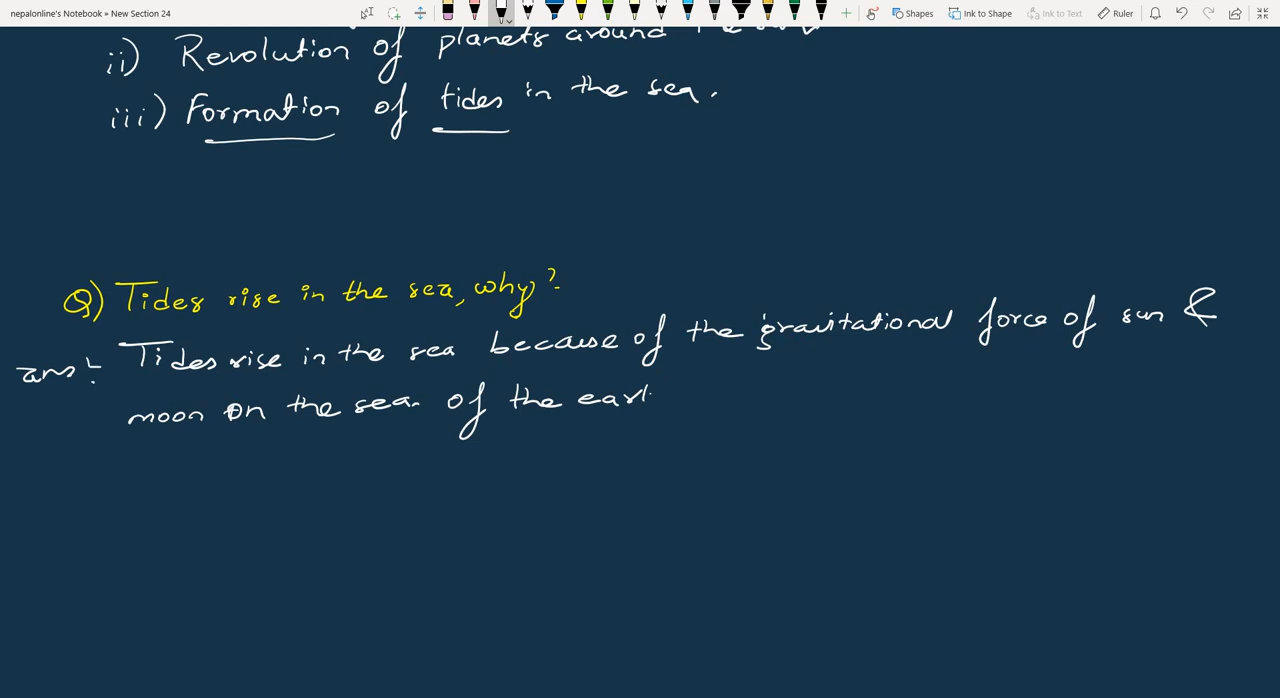 nepalonline's Notebook » New Section 24
Shapes Ink to Shape Ink to Text Ruler
ii) Revolution of planets around
iii) Formation of tides in the sea.
Q) Tides rise in the sea, why?
ans:- Tides rise in the sea because of the gravitational force of sun &
moon on the sea of the eart